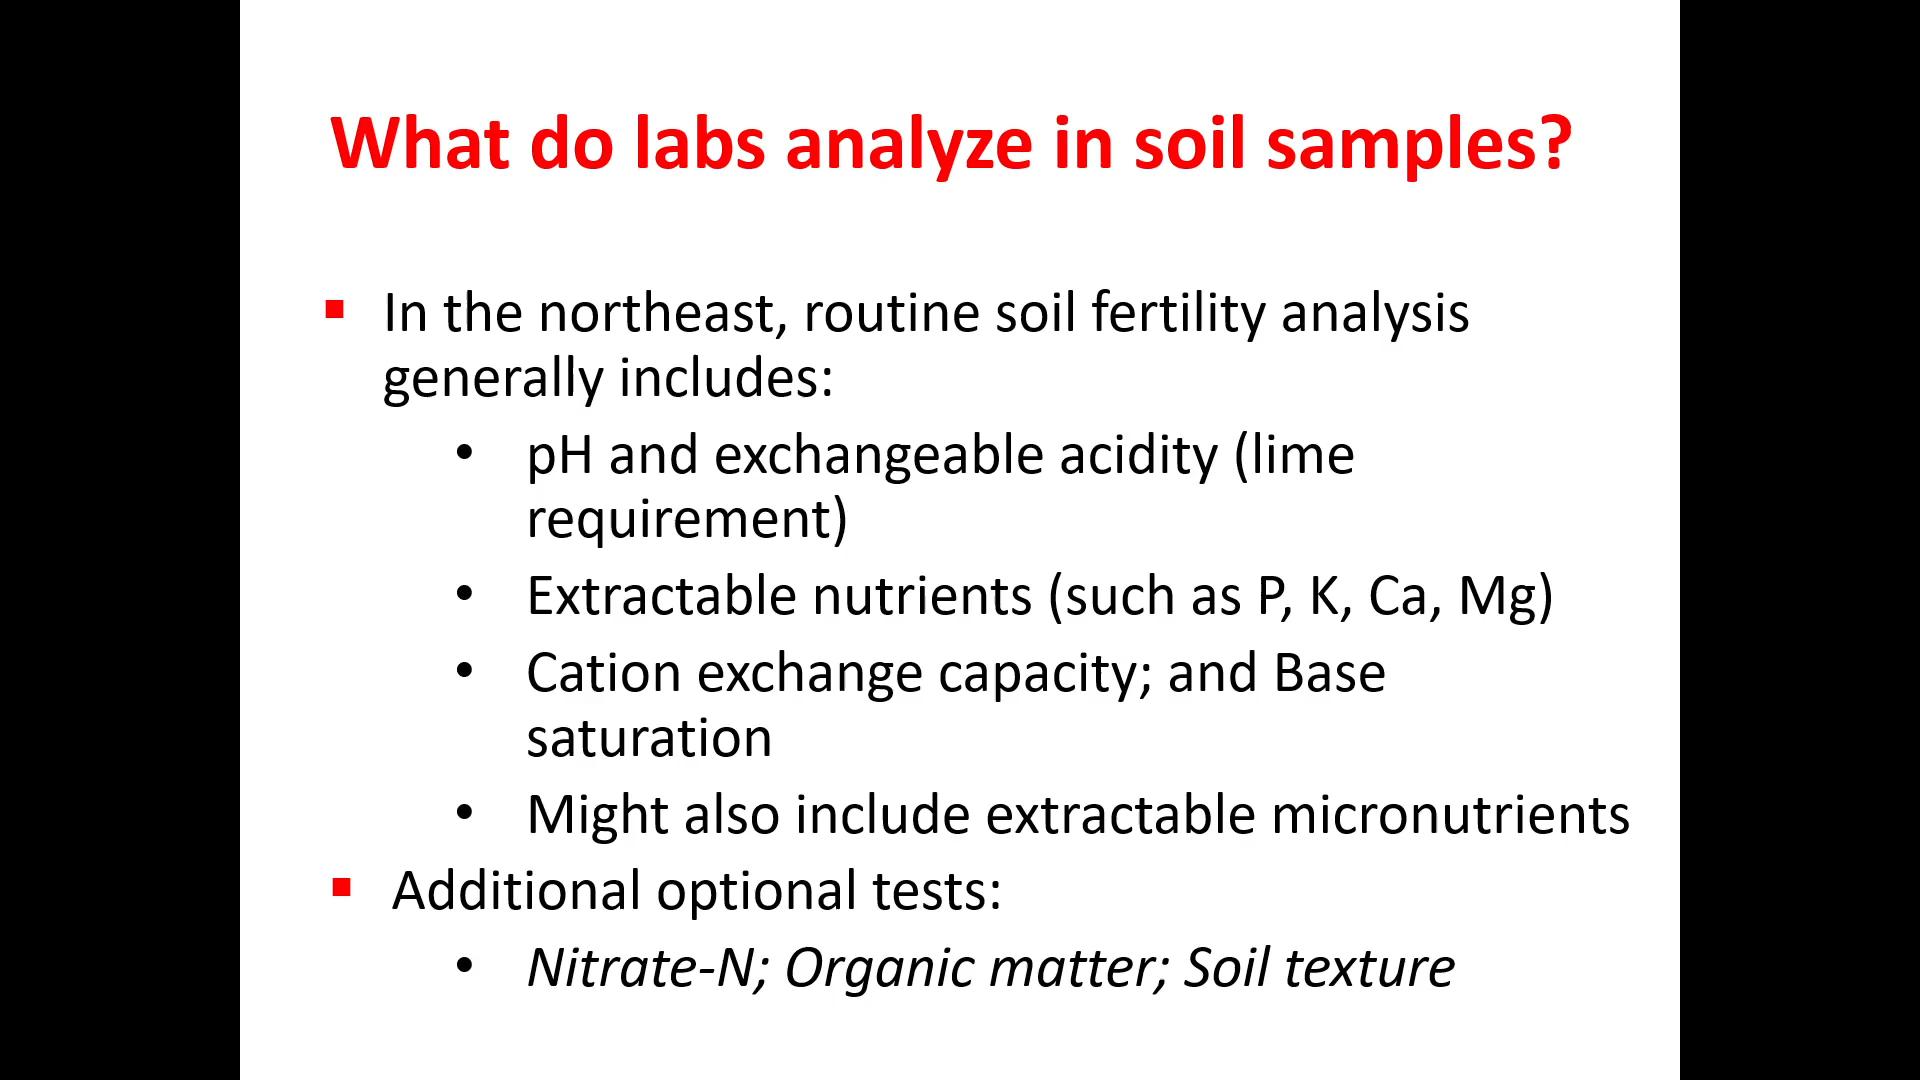 What do labs analyze in soil samples?
▪ In the northeast, routine soil fertility analysis
generally includes:
• pH and exchangeable acidity (lime
requirement)
• Extractable nutrients (such as P, K, Ca, Mg)
• Cation exchange capacity; and Base
saturation
• Might also include extractable micronutrients
▪ Additional optional tests:
• Nitrate-N; Organic matter; Soil texture